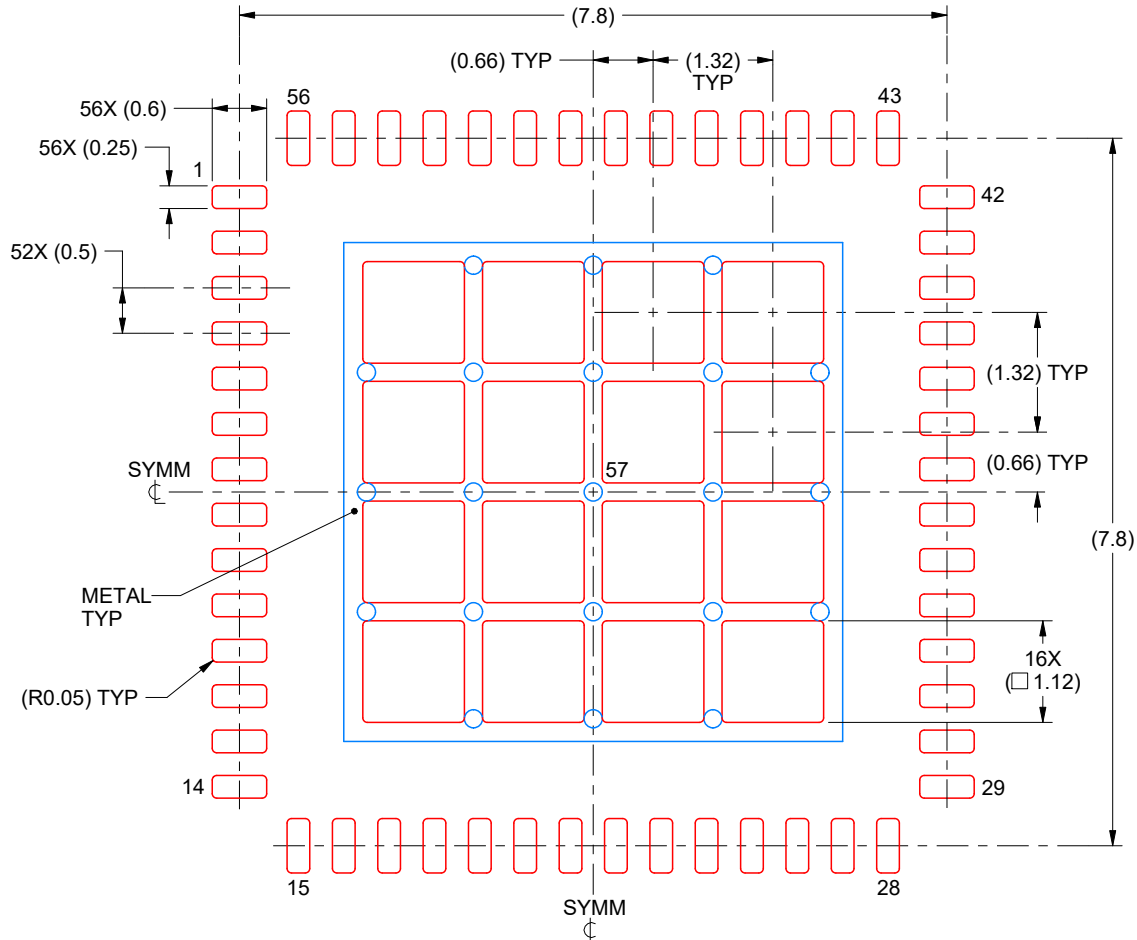 (7.8)
(0.66) TYP
(1.32)
TYP
56X (0.6)
56
43
56X (0.25)
1
42
52X (0.5)
(1.32) TYP
57
(0.66) TYP
SYMM
℄
(7.8)
METAL
TYP
16X
(□ 1.12)
(R0.05) TYP
14
29
15
28
SYMM
℄